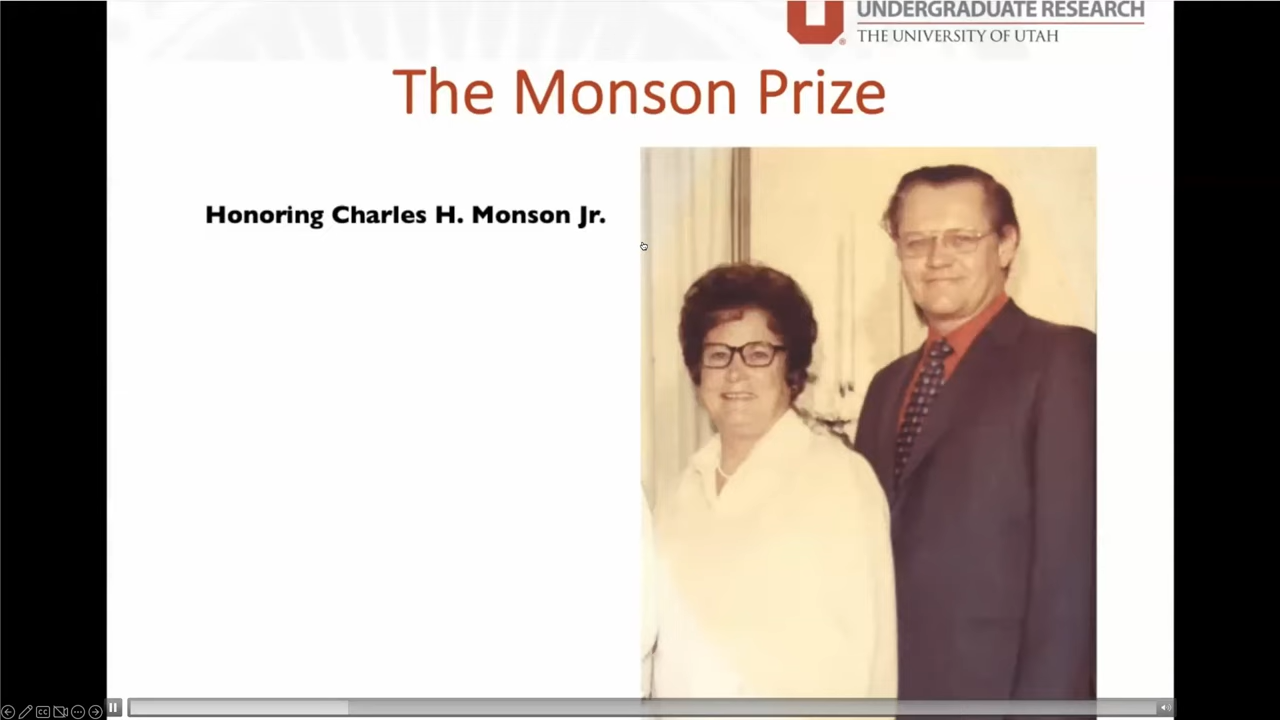 UNDERGRADUATE RESEARCH
THE UNIVERSITY OF UTAH
The Monson Prize
Honoring Charles H. Monson Jr.